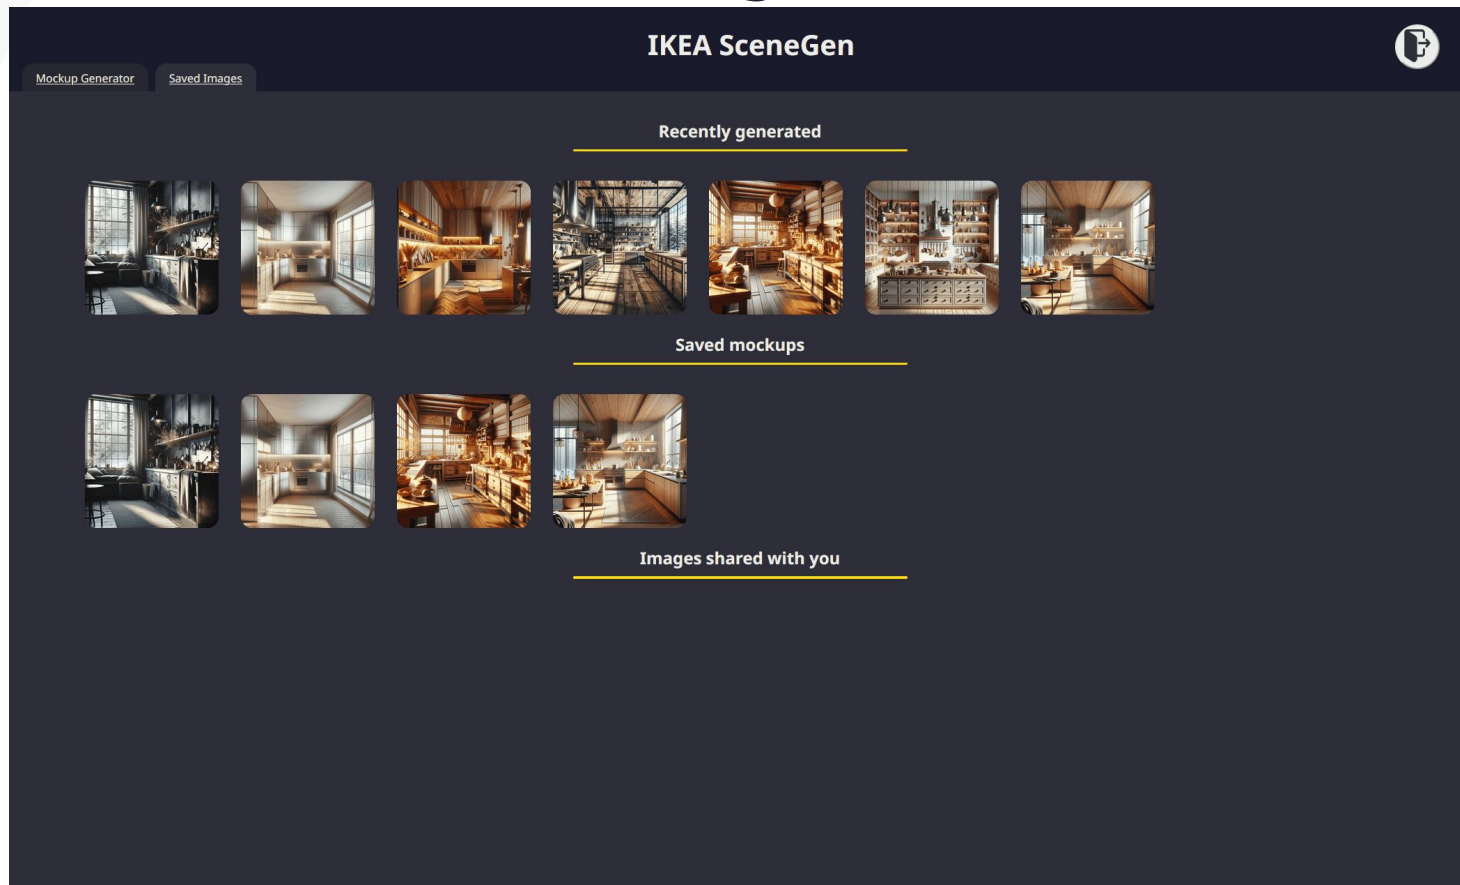 IKEA SceneGen
Mockup Generator
Saved Images
Recently generated
Saved mockups
Images shared with you